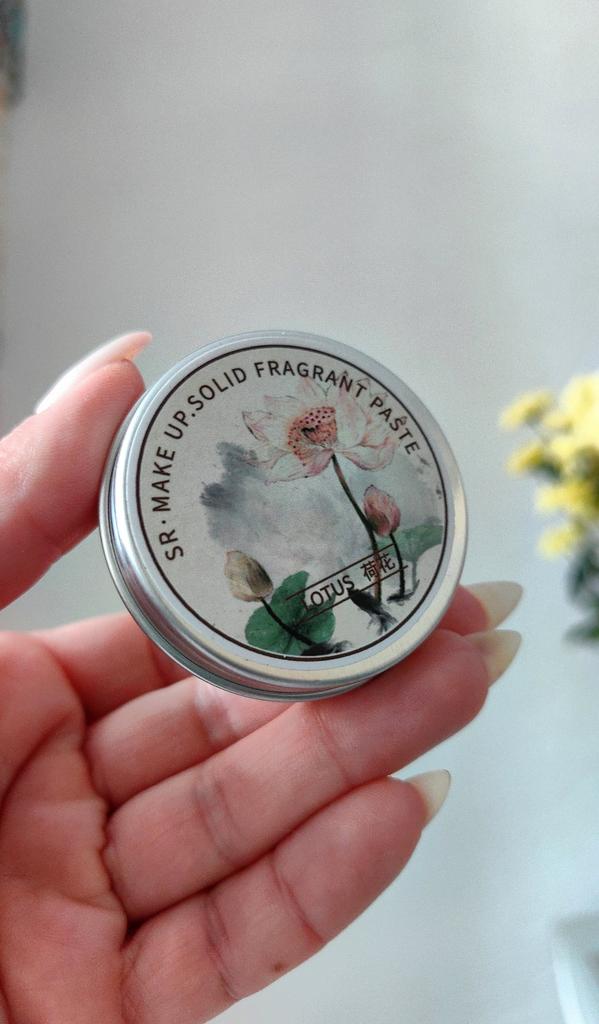 SR·MAKE UP.SOLID FRAGRANT PASTE
LOTUS 荷花